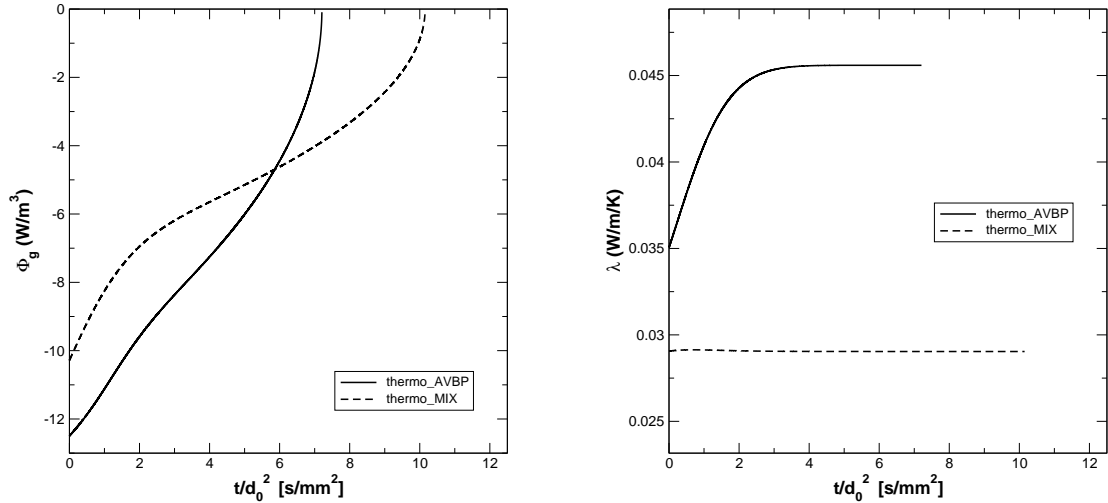 0
-2
-4
-6
-8
-10
-12
Φg (W/m³)
0 2 4 6 8 10 12
t/d₀² [s/mm²]
thermo_AVBP
thermo_MIX
0.045
0.04
0.035
0.03
0.025
λ (W/m/K)
0 2 4 6 8 10 12
t/d₀² [s/mm²]
thermo_AVBP
thermo_MIX